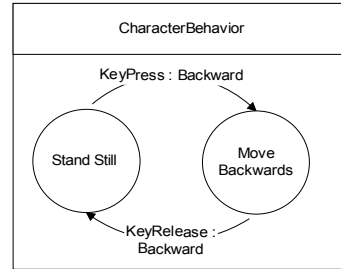 CharacterBehavior
KeyPress : Backward
Stand Still
Move
Backwards
KeyRelease :
Backward